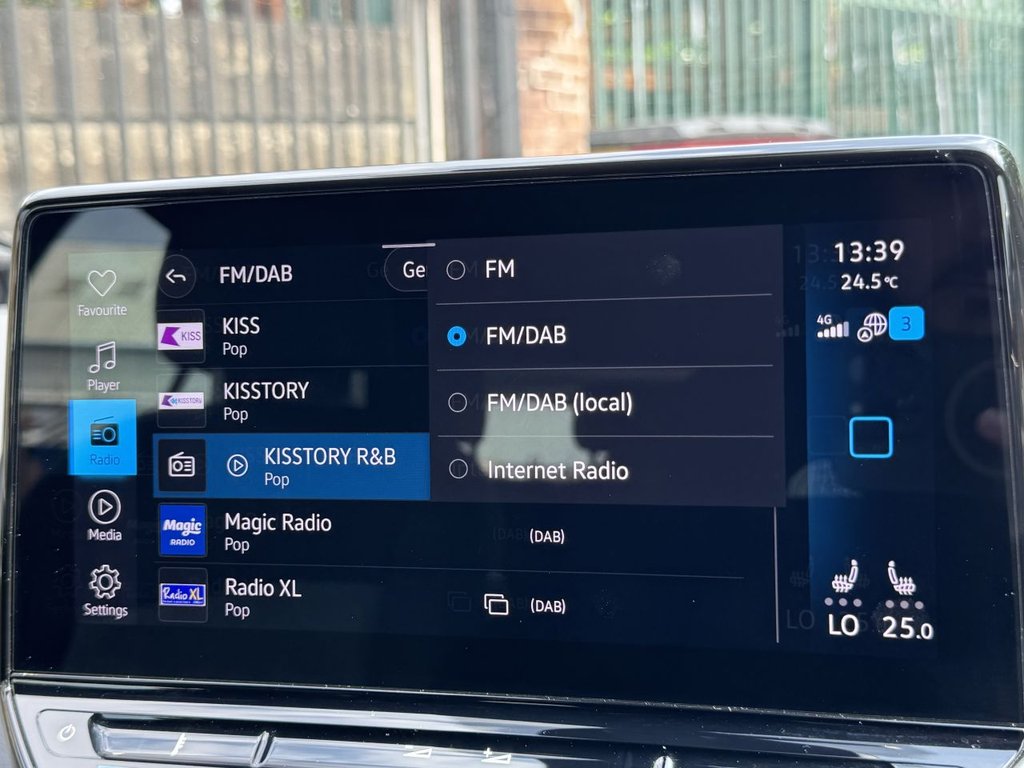 Favourite
Player
Radio
Media
Settings
FM/DAB
Ge
KISS
KISS
Pop
KISSTORY
KISSTORY
Pop
KISSTORY R&B
Pop
Magic
RADIO
Magic Radio
Pop
(DAB)
Radio XL
Radio XL
Pop
(DAB)
FM
FM/DAB
FM/DAB (local)
Internet Radio
13:39
24.5°C
4G
3
LO
25.0